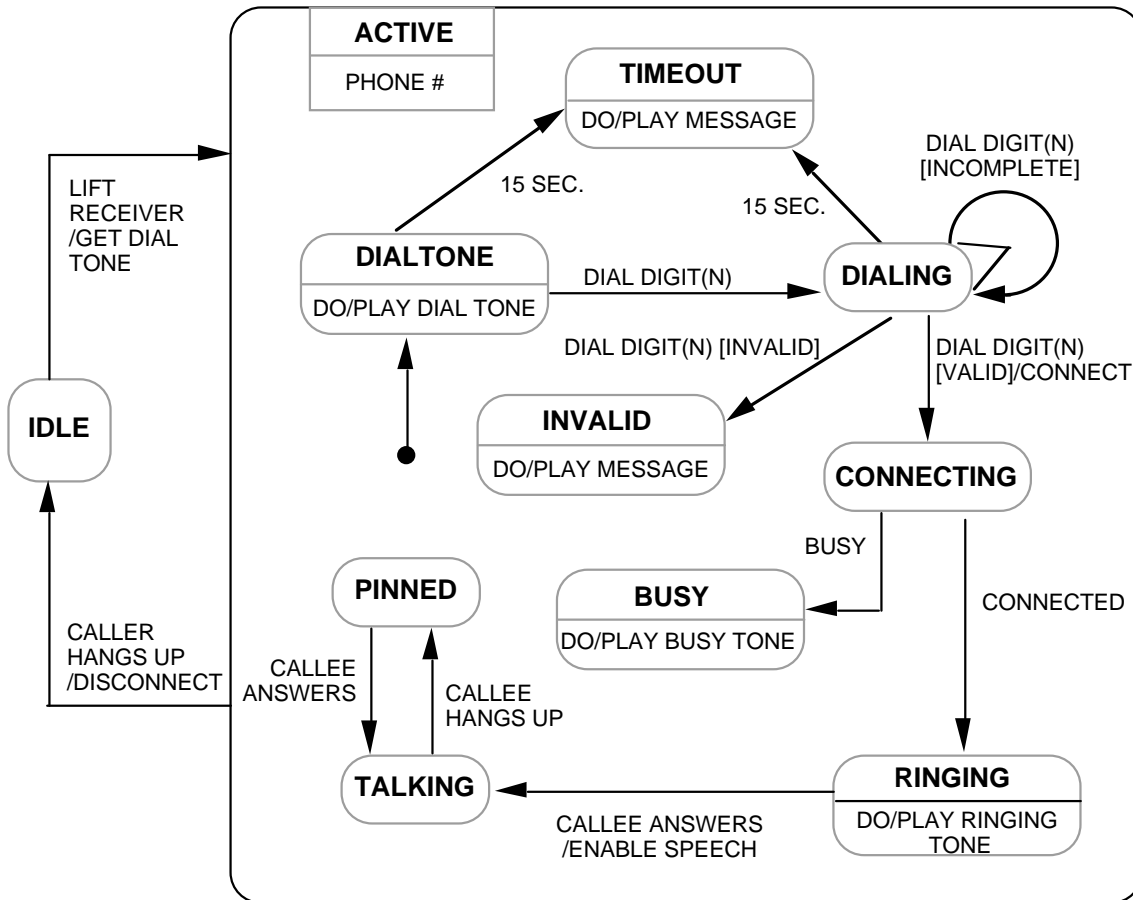 ACTIVE
PHONE #
TIMEOUT
DO/PLAY MESSAGE
DIAL DIGIT(N)
[INCOMPLETE]
LIFT
RECEIVER
/GET DIAL
TONE
15 SEC.
15 SEC.
DIALTONE
DO/PLAY DIAL TONE
DIAL DIGIT(N)
DIALING
DIAL DIGIT(N) [INVALID]
DIAL DIGIT(N)
[VALID]/CONNECT
IDLE
INVALID
DO/PLAY MESSAGE
CONNECTING
BUSY
PINNED
BUSY
DO/PLAY BUSY TONE
CONNECTED
CALLER
HANGS UP
/DISCONNECT
CALLEE
ANSWERS
CALLEE
HANGS UP
TALKING
RINGING
DO/PLAY RINGING
TONE
CALLEE ANSWERS
/ENABLE SPEECH